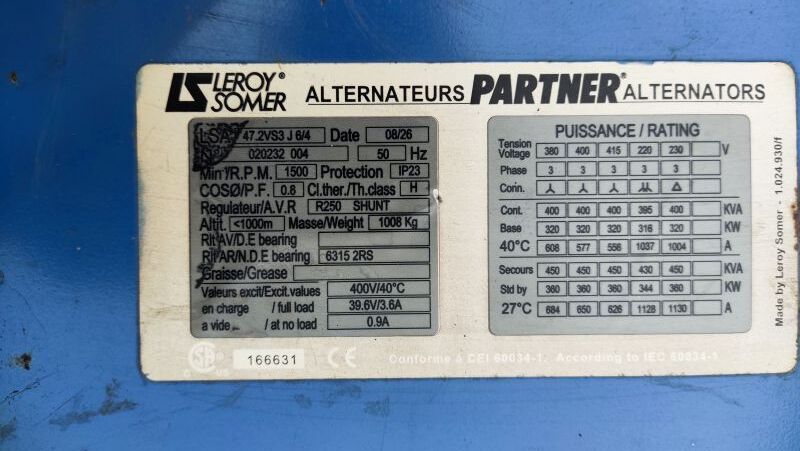 LEROY®
SOMER
ALTERNATEURS PARTNER® ALTERNATORS
LSA 47.2VS3 J 6/4 Date 08/26
N° 020232 004 50 Hz
Min⁻¹/R.P.M. 1500 Protection IP23
COSØ/P.F. 0.8 Cl.ther./Th.class H
Regulateur/A.V.R R250 SHUNT
Altit. <1000m Masse/Weight 1008 Kg
Rlt AV/D.E bearing
Rlt AR/N.D.E bearing 6315 2RS
Graisse/Grease
Valeurs excit/Excit.values 400V/40°C
en charge / full load 39.6V/3.6A
a vide / at no load 0.9A
166631 CE
PUISSANCE / RATING
Tension
Voltage 380 400 415 220 230 V
Phase 3 3 3 3 3
Conn.
Cont. 400 400 400 395 400 KVA
Base 320 320 320 316 320 KW
40°C 608 577 556 1037 1004 A
Secours 450 450 450 430 450 KVA
Std by 360 360 360 344 360 KW
27°C 684 650 626 1128 1130 A
Conforme à CEI 60034-1. According to IEC 60034-1
Made by Leroy Somer - 1.024.930/f